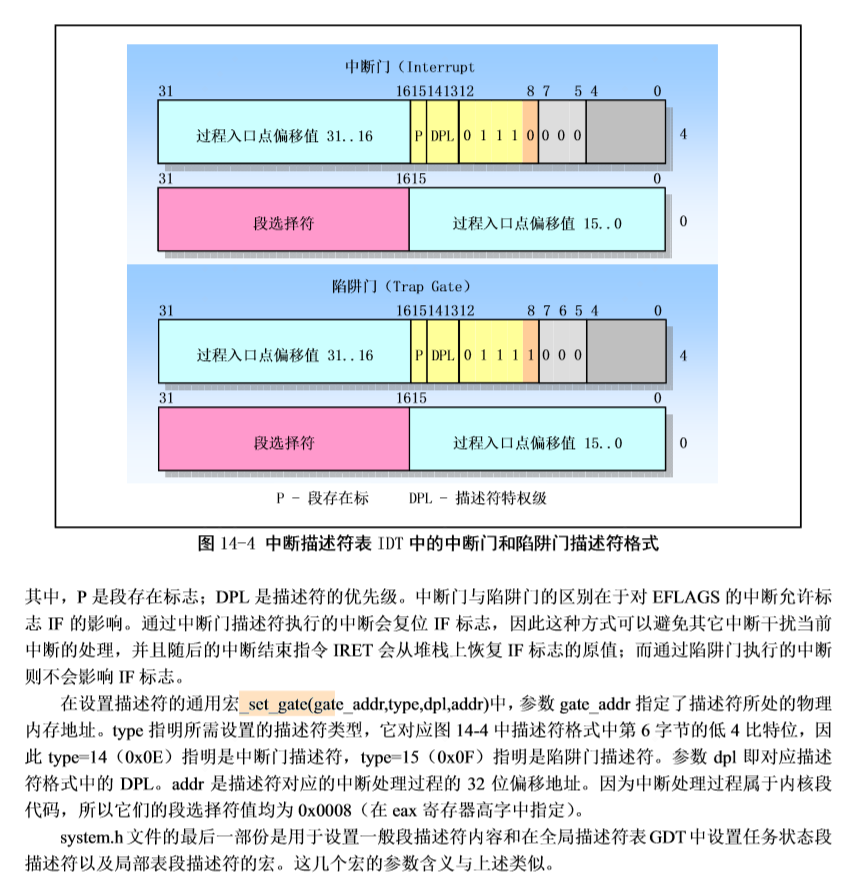 中断门（Interrupt
31 16 15 14 13 12 8 7 5 4 0
过程入口点偏移值 31..16 P DPL 0 1 1 1 0 0 0 0 4
31 16 15 0
段选择符 过程入口点偏移值 15..0 0
陷阱门（Trap Gate）
31 16 15 14 13 12 8 7 6 5 4 0
过程入口点偏移值 31..16 P DPL 0 1 1 1 1 0 0 0 4
31 16 15 0
段选择符 过程入口点偏移值 15..0 0
P - 段存在标 DPL - 描述符特权级
图 14-4 中断描述符表 IDT 中的中断门和陷阱门描述符格式
其中，P 是段存在标志；DPL 是描述符的优先级。中断门与陷阱门的区别在于对 EFLAGS 的中断允许标
志 IF 的影响。通过中断门描述符执行的中断会复位 IF 标志，因此这种方式可以避免其它中断干扰当前
中断的处理，并且随后的中断结束指令 IRET 会从堆栈上恢复 IF 标志的原值；而通过陷阱门执行的中断
则不会影响 IF 标志。
在设置描述符的通用宏_set_gate(gate_addr,type,dpl,addr)中，参数 gate_addr 指定了描述符所处的物理
内存地址。type 指明所需设置的描述符类型，它对应图 14-4 中描述符格式中第 6 字节的低 4 比特位，因
此 type=14（0x0E）指明是中断门描述符，type=15（0x0F）指明是陷阱门描述符。参数 dpl 即对应描述
符格式中的 DPL。addr 是描述符对应的中断处理过程的 32 位偏移地址。因为中断处理过程属于内核段
代码，所以它们的段选择符值均为 0x0008（在 eax 寄存器高字中指定）。
system.h 文件的最后一部份是用于设置一般段描述符内容和在全局描述符表 GDT 中设置任务状态段
描述符以及局部表段描述符的宏。这几个宏的参数含义与上述类似。